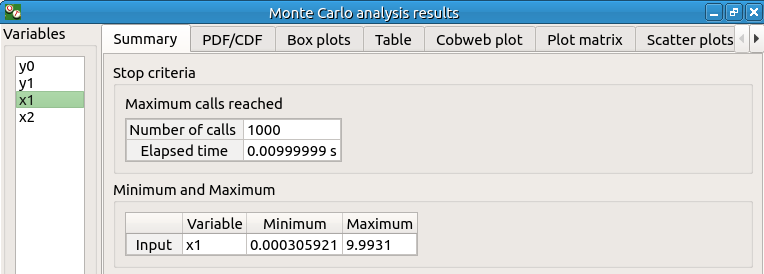 Monte Carlo analysis results
Variables
y0
y1
x1
x2
Summary PDF/CDF Box plots Table Cobweb plot Plot matrix Scatter plots
Stop criteria
Maximum calls reached
Number of calls 1000
Elapsed time 0.00999999 s
Minimum and Maximum
Variable Minimum Maximum
Input x1 0.000305921 9.9931